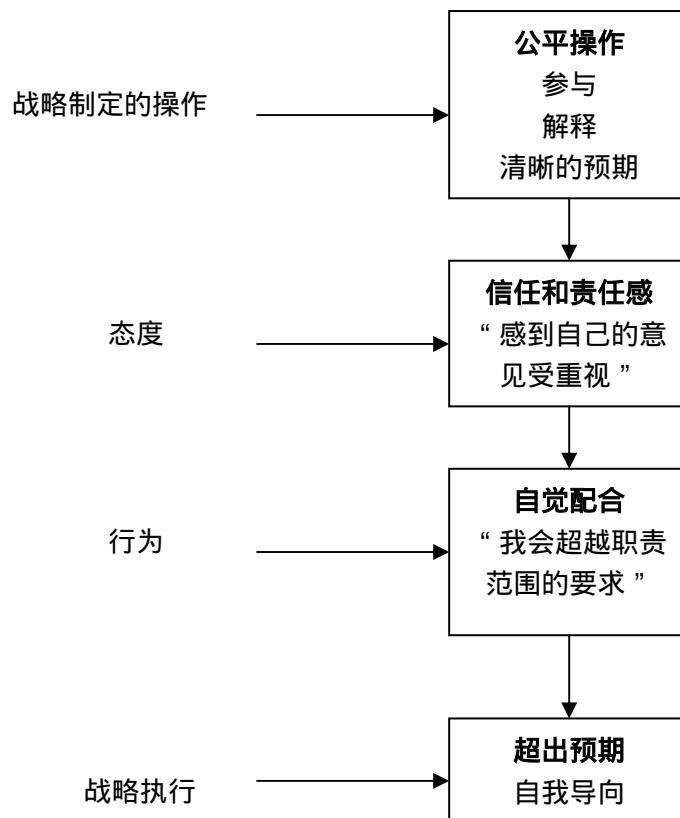 公平操作
参与
战略制定的操作
解释
清晰的预期
信任和责任感
态度
“感到自己的意
见受重视”
自觉配合
行为
“我会超越职责
范围的要求”
超出预期
战略执行
自我导向